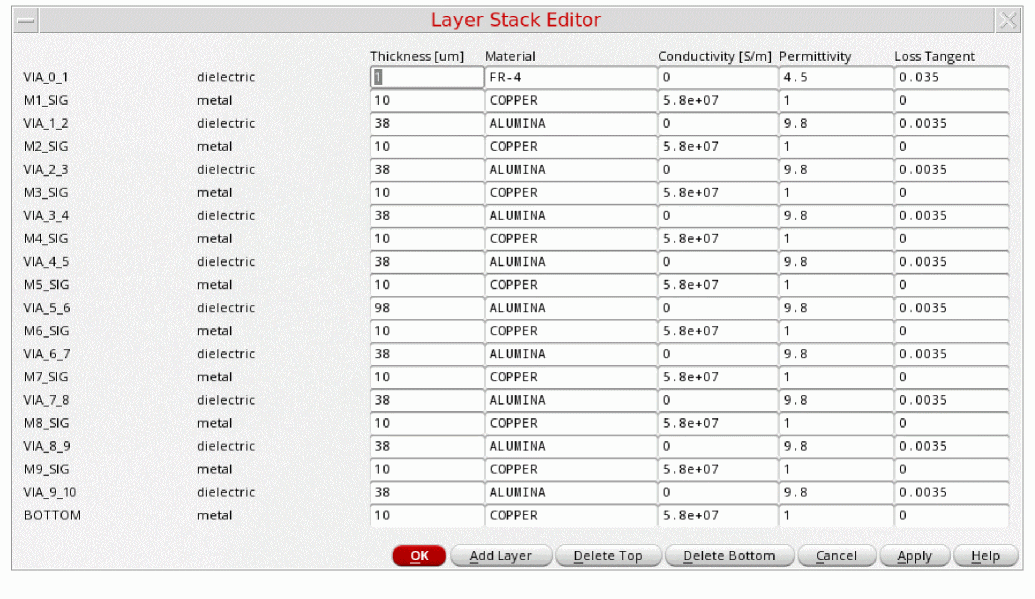 Layer Stack Editor
Thickness [um] Material Conductivity [S/m] Permittivity Loss Tangent
VIA_0_1 dielectric 1 FR-4 0 4.5 0.035
M1_SIG metal 10 COPPER 5.8e+07 1 0
VIA_1_2 dielectric 38 ALUMINA 0 9.8 0.0035
M2_SIG metal 10 COPPER 5.8e+07 1 0
VIA_2_3 dielectric 38 ALUMINA 0 9.8 0.0035
M3_SIG metal 10 COPPER 5.8e+07 1 0
VIA_3_4 dielectric 38 ALUMINA 0 9.8 0.0035
M4_SIG metal 10 COPPER 5.8e+07 1 0
VIA_4_5 dielectric 38 ALUMINA 0 9.8 0.0035
M5_SIG metal 10 COPPER 5.8e+07 1 0
VIA_5_6 dielectric 98 ALUMINA 0 9.8 0.0035
M6_SIG metal 10 COPPER 5.8e+07 1 0
VIA_6_7 dielectric 38 ALUMINA 0 9.8 0.0035
M7_SIG metal 10 COPPER 5.8e+07 1 0
VIA_7_8 dielectric 38 ALUMINA 0 9.8 0.0035
M8_SIG metal 10 COPPER 5.8e+07 1 0
VIA_8_9 dielectric 38 ALUMINA 0 9.8 0.0035
M9_SIG metal 10 COPPER 5.8e+07 1 0
VIA_9_10 dielectric 38 ALUMINA 0 9.8 0.0035
BOTTOM metal 10 COPPER 5.8e+07 1 0
OK Add Layer Delete Top Delete Bottom Cancel Apply Help